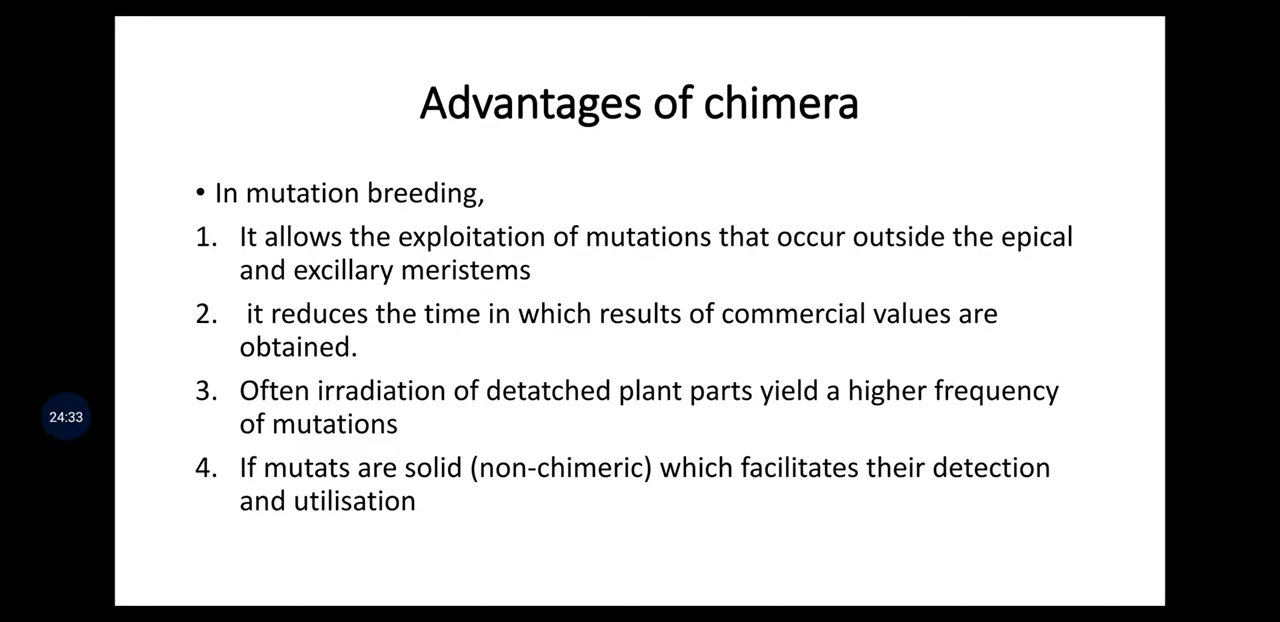 Advantages of chimera
• In mutation breeding,
1. It allows the exploitation of mutations that occur outside the epical
and excillary meristems
2. it reduces the time in which results of commercial values are
obtained.
3. Often irradiation of detatched plant parts yield a higher frequency
of mutations
4. If mutats are solid (non-chimeric) which facilitates their detection
and utilisation
24:33